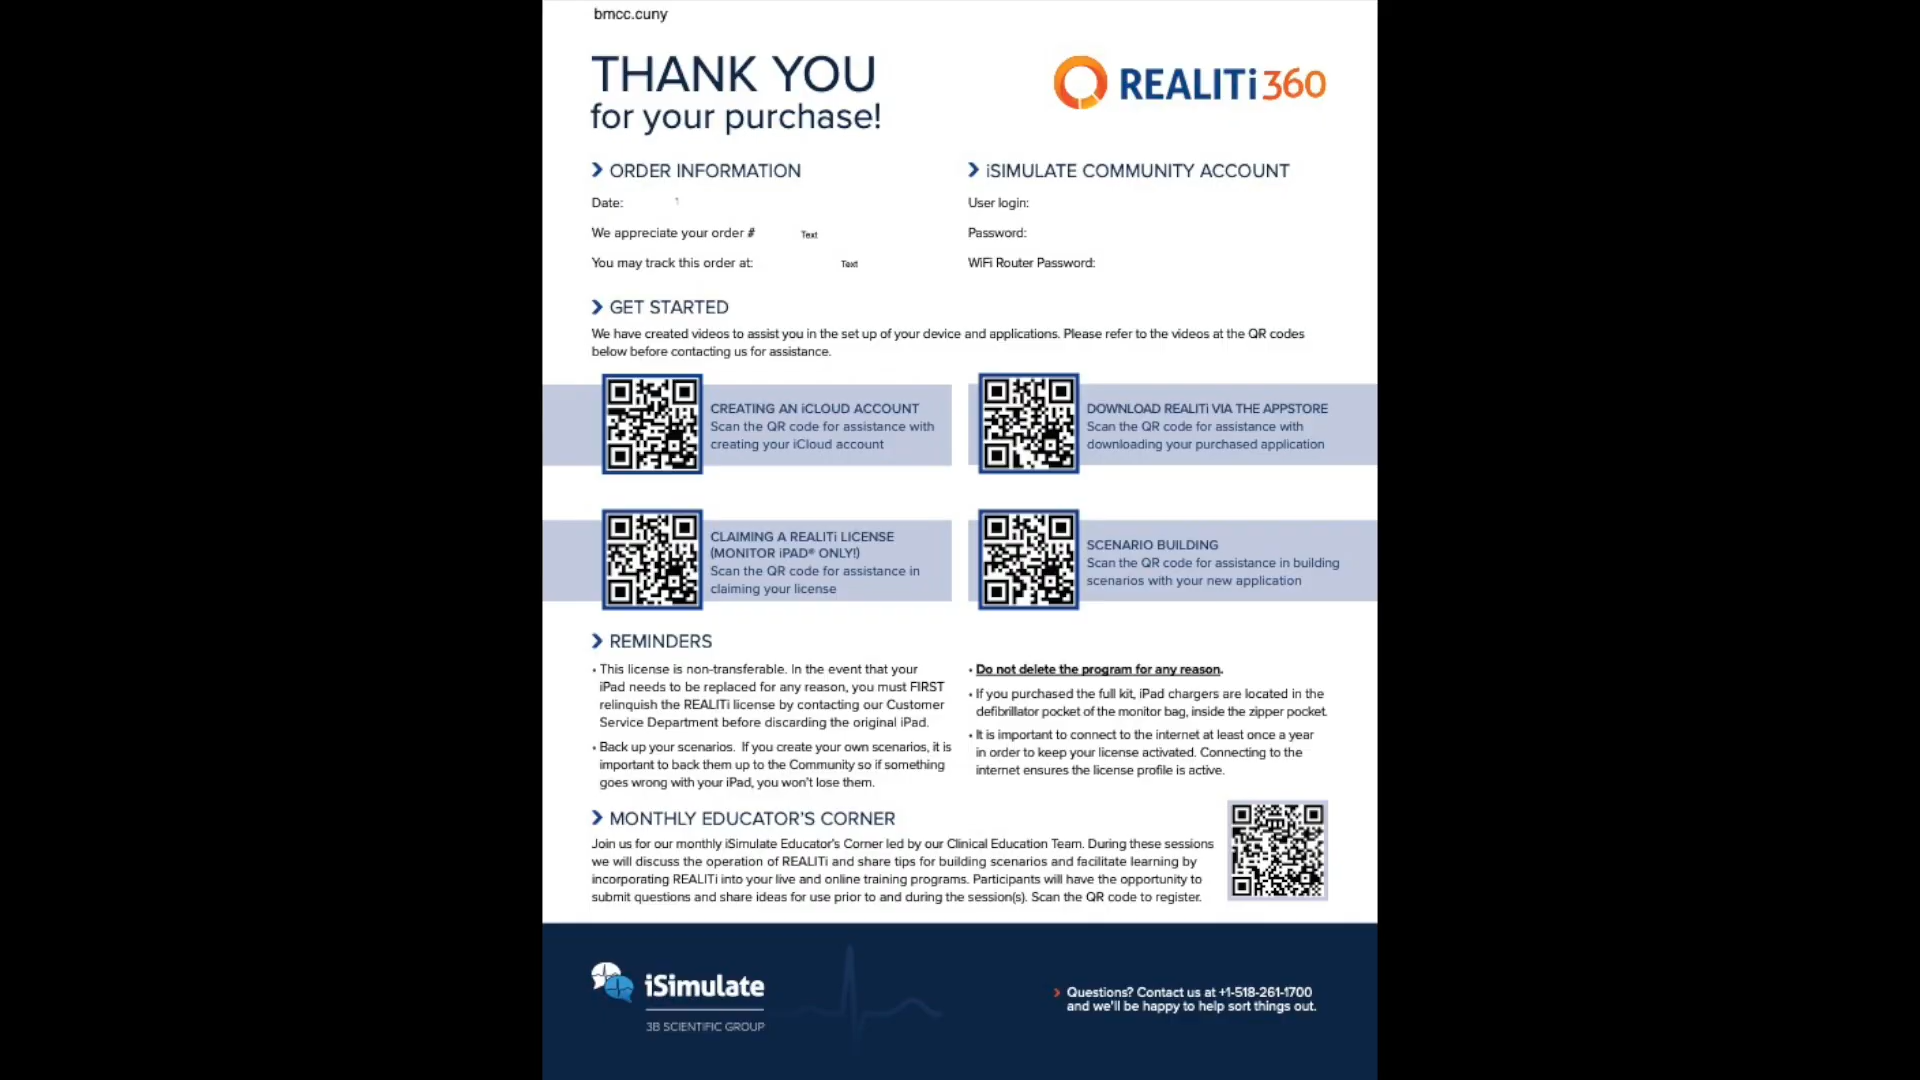 bmcc.cuny
THANK YOU
for your purchase!
REALITi 360
ORDER INFORMATION
Date:
We appreciate your order # Text
You may track this order at: Text
iSIMULATE COMMUNITY ACCOUNT
User login:
Password:
WiFi Router Password:
GET STARTED
We have created videos to assist you in the set up of your device and applications. Please refer to the videos at the QR codes
below before contacting us for assistance.
CREATING AN iCLOUD ACCOUNT
Scan the QR code for assistance with
creating your iCloud account
DOWNLOAD REALITi VIA THE APPSTORE
Scan the QR code for assistance with
downloading your purchased application
CLAIMING A REALITi LICENSE
(MONITOR iPAD® ONLY!)
Scan the QR code for assistance in
claiming your license
SCENARIO BUILDING
Scan the QR code for assistance in building
scenarios with your new application
REMINDERS
• This license is non-transferable. In the event that your
iPad needs to be replaced for any reason, you must FIRST
relinquish the REALITi license by contacting our Customer
Service Department before discarding the original iPad.
• Back up your scenarios. If you create your own scenarios, it is
important to back them up to the Community so if something
goes wrong with your iPad, you won't lose them.
• Do not delete the program for any reason.
• If you purchased the full kit, iPad chargers are located in the
defibrillator pocket of the monitor bag, inside the zipper pocket.
• It is important to connect to the internet at least once a year
in order to keep your license activated. Connecting to the
internet ensures the license profile is active.
MONTHLY EDUCATOR'S CORNER
Join us for our monthly iSimulate Educator's Corner led by our Clinical Education Team. During these sessions
we will discuss the operation of REALITi and share tips for building scenarios and facilitate learning by
incorporating REALITi into your live and online training programs. Participants will have the opportunity to
submit questions and share ideas for use prior to and during the session(s). Scan the QR code to register.
iSimulate
3B SCIENTIFIC GROUP
Questions? Contact us at +1-518-261-1700
and we'll be happy to help sort things out.